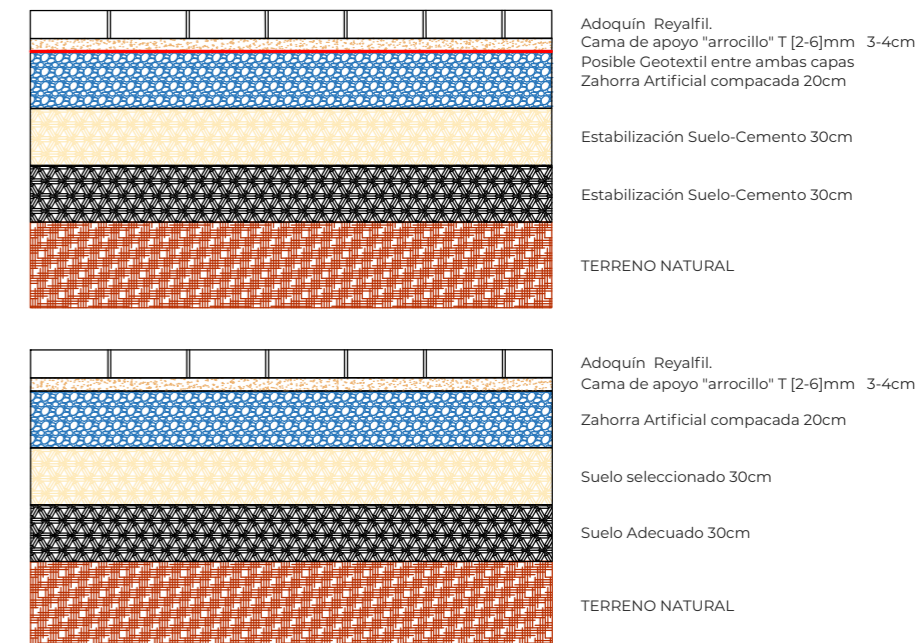 Adoquín Reyalfil.
Cama de apoyo "arrocillo" T [2-6]mm 3-4cm
Posible Geotextil entre ambas capas
Zahorra Artificial compacada 20cm
Estabilización Suelo-Cemento 30cm
Estabilización Suelo-Cemento 30cm
TERRENO NATURAL
Adoquín Reyalfil.
Cama de apoyo "arrocillo" T [2-6]mm 3-4cm
Zahorra Artificial compacada 20cm
Suelo seleccionado 30cm
Suelo Adecuado 30cm
TERRENO NATURAL